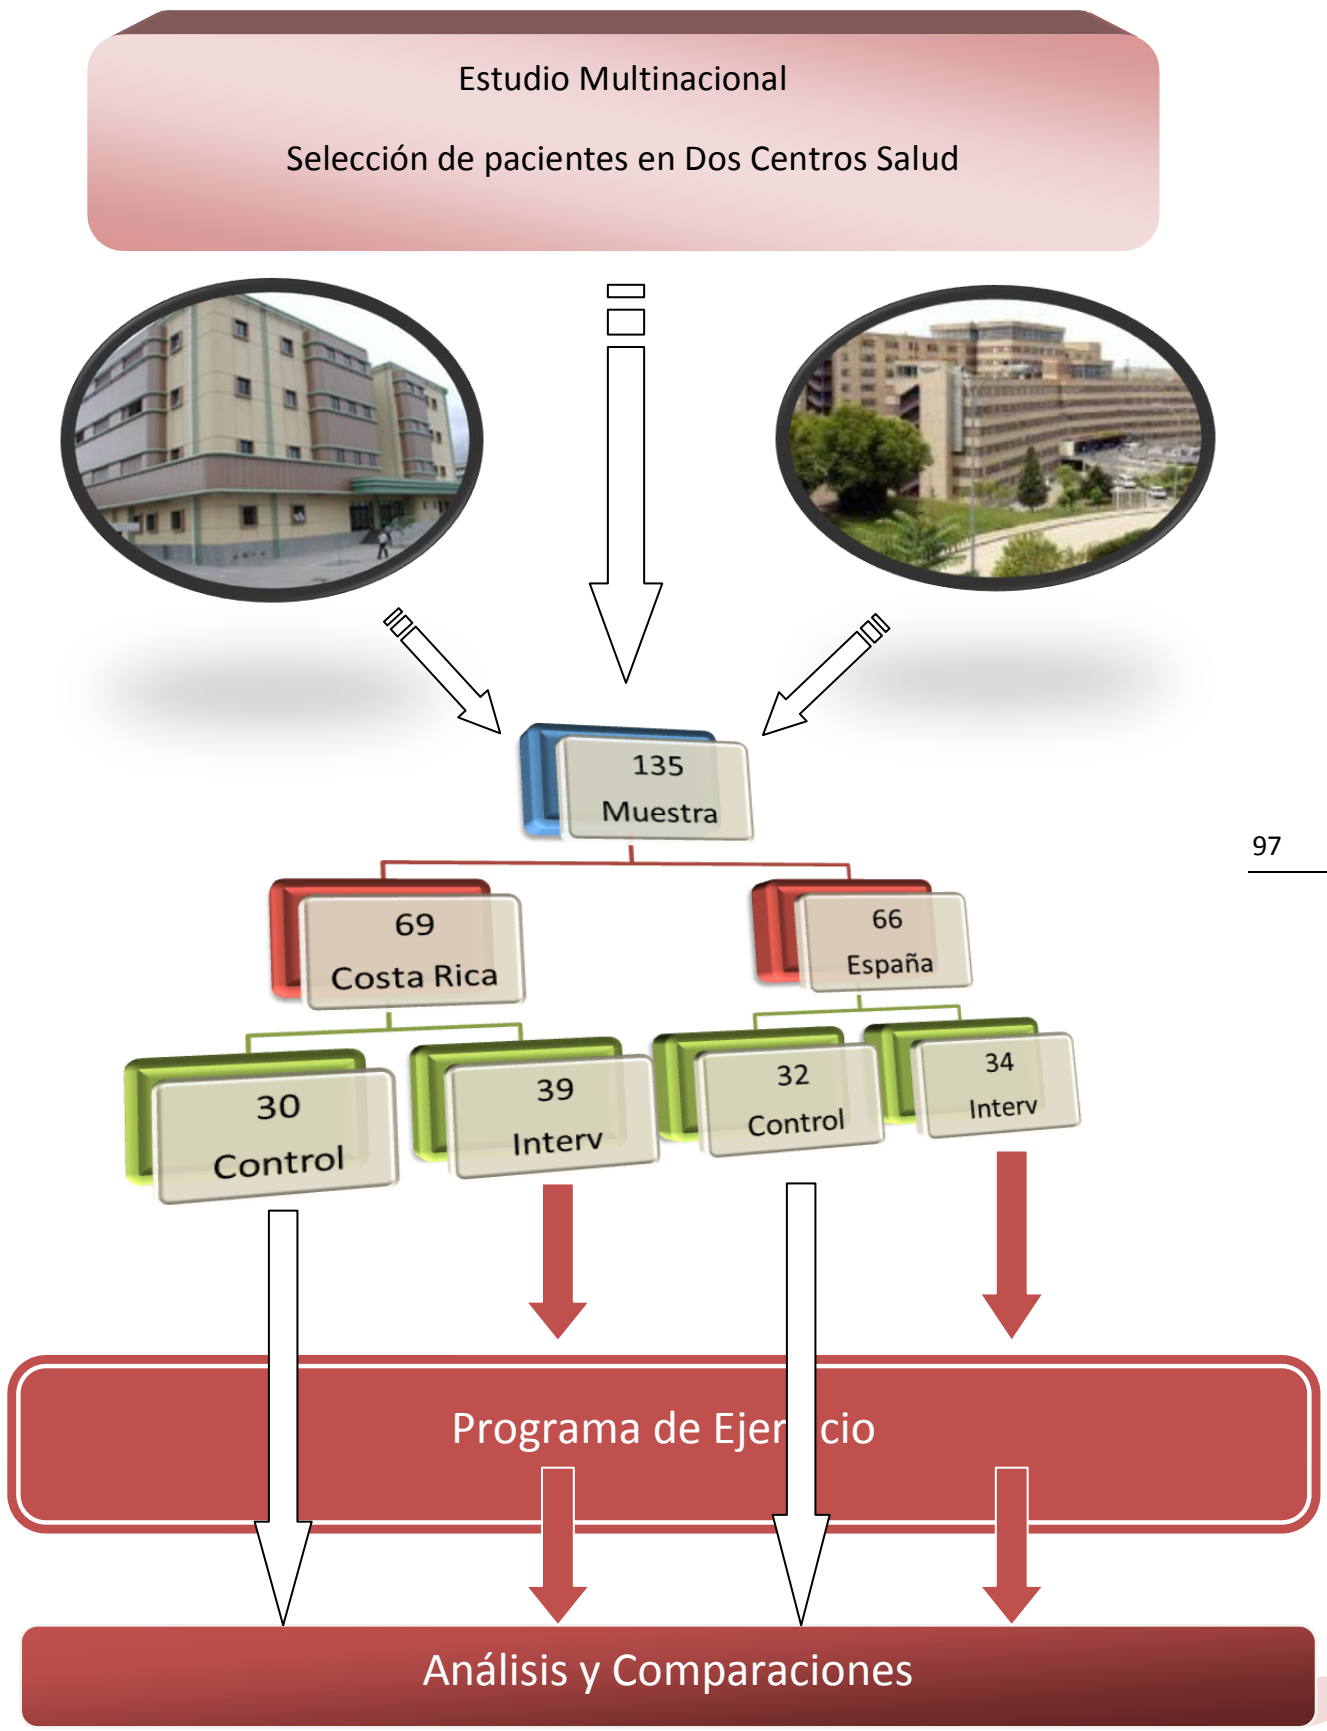 Estudio Multinacional
Selección de pacientes en Dos Centros Salud
135
Muestra
97
69
Costa Rica
66
España
30
Control
39
Interv
32
Control
34
Interv
Programa de Ejer cio
Análisis y Comparaciones